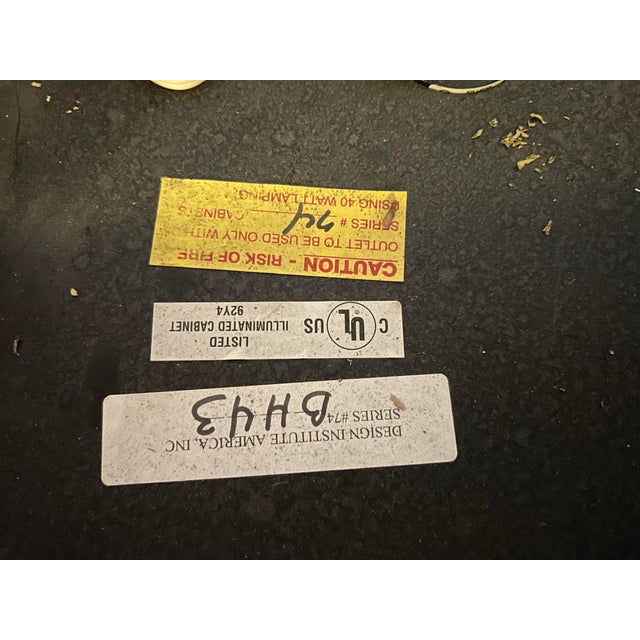 DESIGN INSTITUTE AMERICA, INC
SERIES #74 BH43
C UL US
LISTED
ILLUMINATED CABINET
92Y4
CAUTION - RISK OF FIRE
OUTLET TO BE USED ONLY WITH
SERIES # 74 CABINETS
USING 40 WATT LAMPING